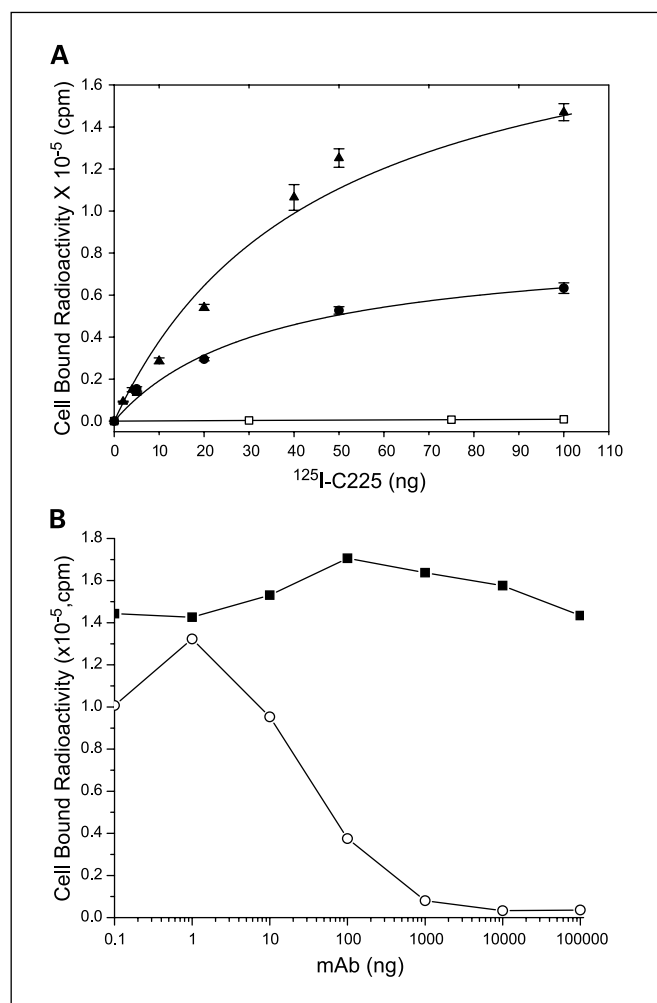 A
1.6
1.4
1.2
1.0
0.8
0.6
0.4
0.2
0.0
Cell Bound Radioactivity X 10⁻⁵ (cpm)
0 10 20 30 40 50 60 70 80 90 100 110
¹²⁵I-C225 (ng)
B
1.8
1.6
1.4
1.2
1.0
0.8
0.6
0.4
0.2
0.0
Cell Bound Radioactivity (x10⁻⁵,cpm)
0.1 1 10 100 1000 10000 100000
mAb (ng)